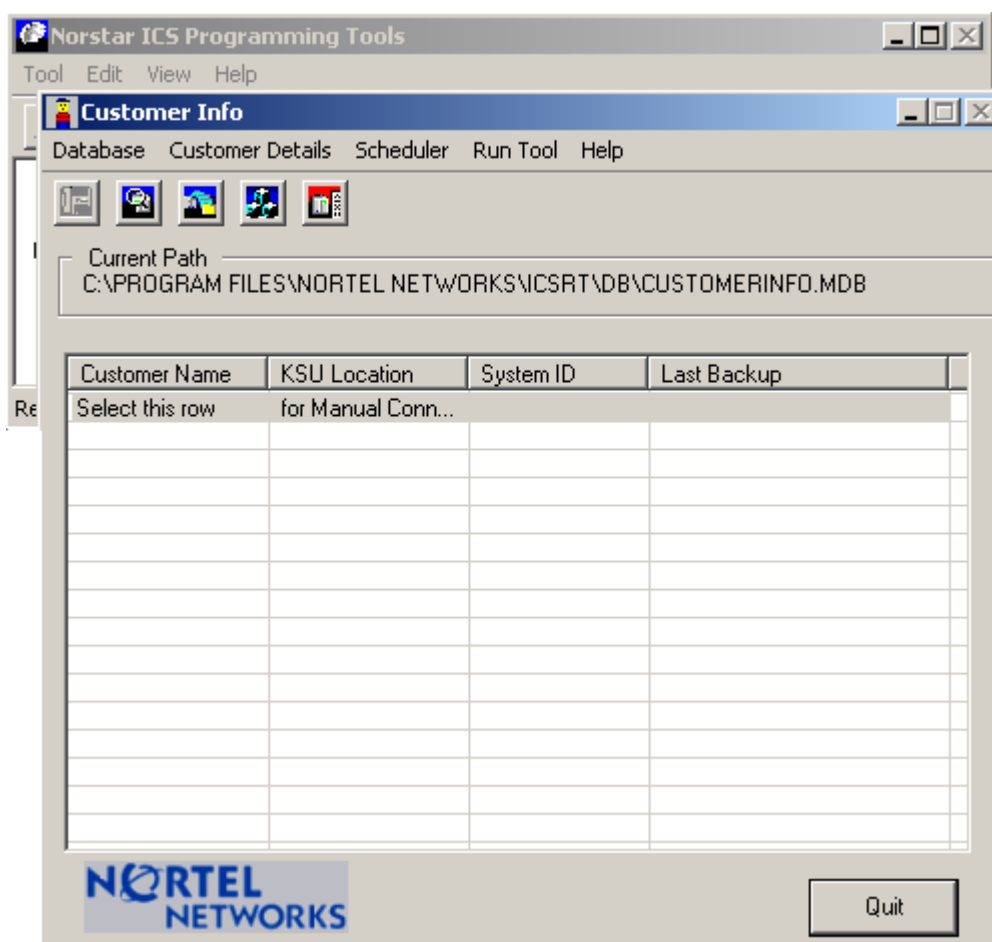 Norstar ICS Programming Tools
Tool Edit View Help
Customer Info
Database Customer Details Scheduler Run Tool Help
Current Path
C:\PROGRAM FILES\NORTEL NETWORKS\ICSRT\DB\CUSTOMERINFO.MDB
Customer Name KSU Location System ID Last Backup
Re
Select this row for Manual Conn...
NORTEL
NETWORKS
Quit